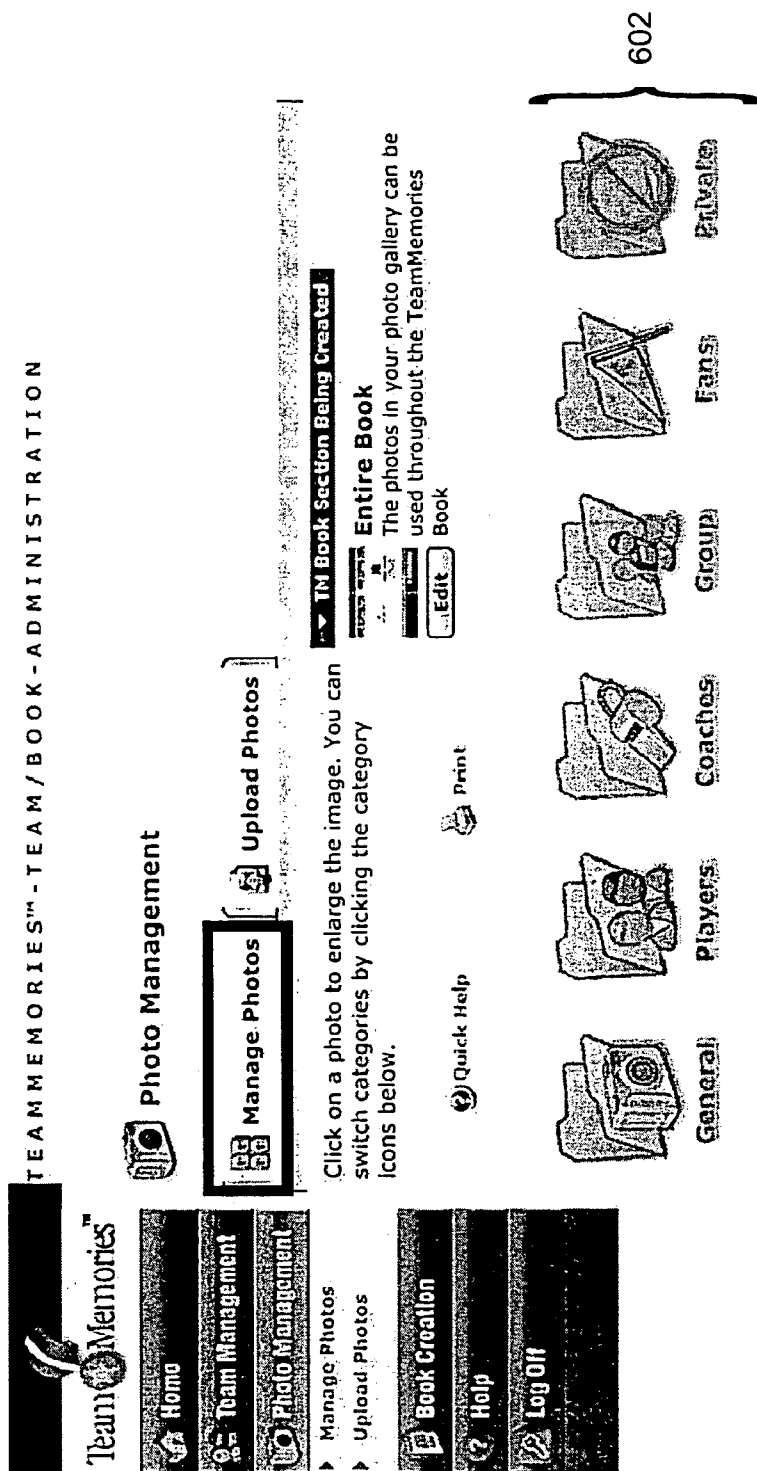 TEAMMEMORIES™-TEAM/BOOK-ADMINISTRATION
Team Memories™
Home
Team Management
Photo Management
Manage Photos
Upload Photos
Book Creation
Help
Log Off
Photo Management
Manage Photos
Upload Photos
Click on a photo to enlarge the image. You can
switch categories by clicking the category
icons below.
Quick Help
Print
TM Book Section Being Created
Entire Book
The photos in your photo gallery can be
used throughout the TeamMemories
Book
Edit
General
Players
Coaches
Group
Fans
Private
602